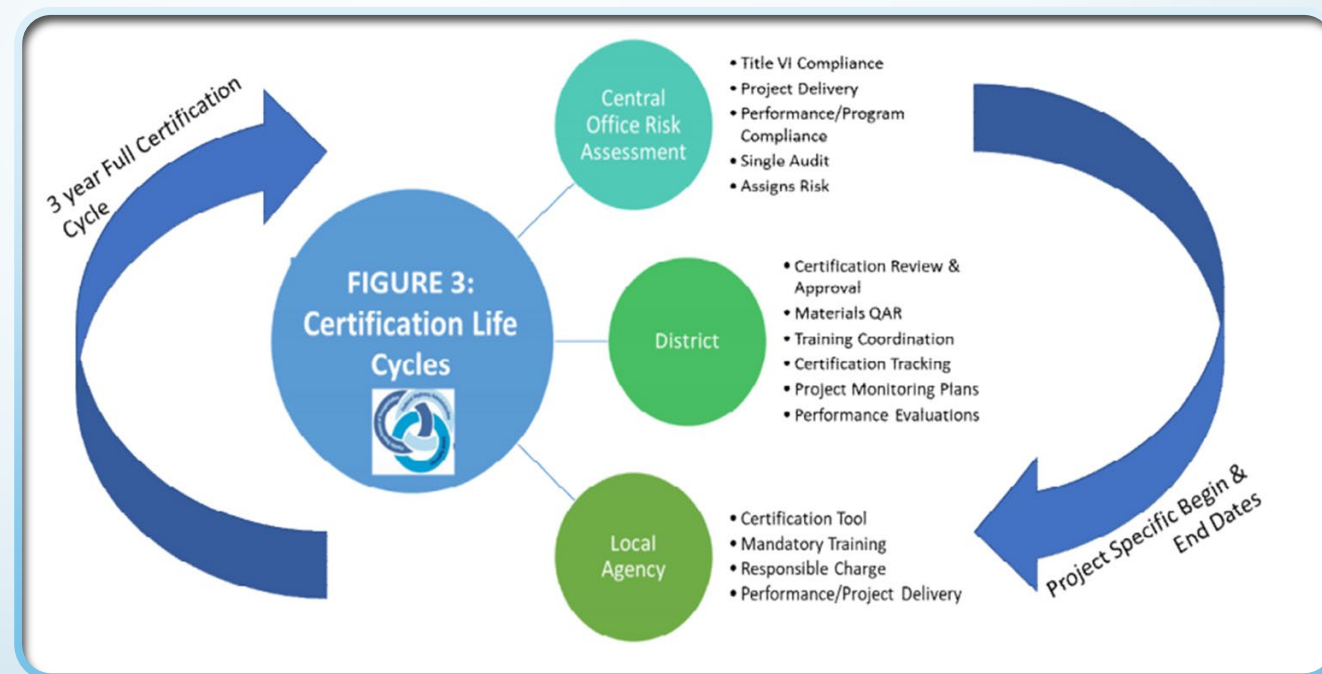 3 year Full Certification
Cycle
FIGURE 3:
Certification Life
Cycles
Central
Office Risk
Assessment
• Title VI Compliance
• Project Delivery
• Performance/Program
Compliance
• Single Audit
• Assigns Risk
District
• Certification Review &
Approval
• Materials QAR
• Training Coordination
• Certification Tracking
• Project Monitoring Plans
• Performance Evaluations
Local
Agency
• Certification Tool
• Mandatory Training
• Responsible Charge
• Performance/Project Delivery
Project Specific Begin &
End Dates